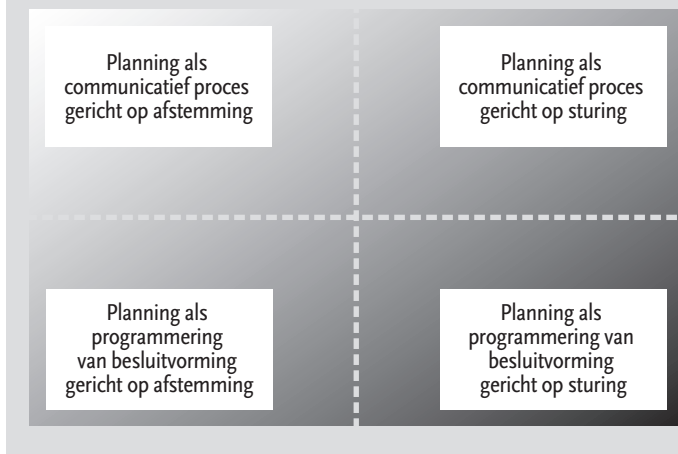 Planning als
communicatief proces
gericht op afstemming
Planning als
communicatief proces
gericht op sturing
Planning als
programmering
van besluitvorming
gericht op afstemming
Planning als
programmering van
besluitvorming
gericht op sturing